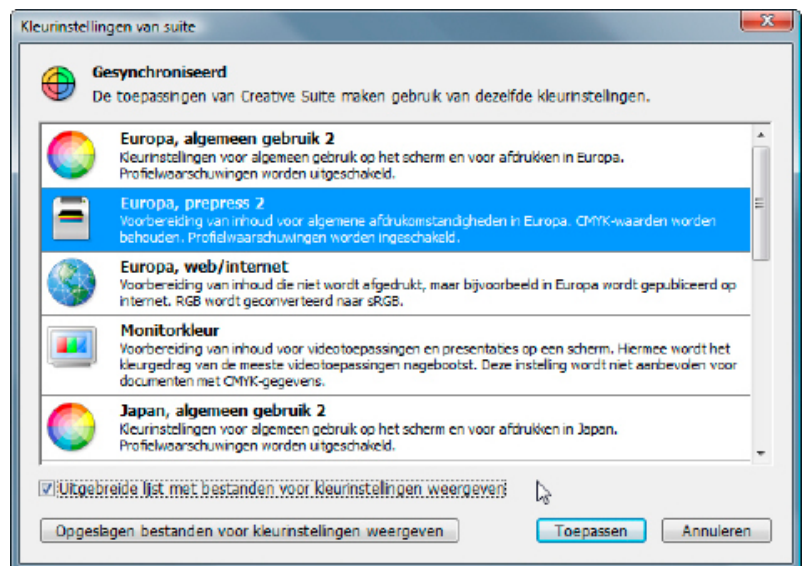 Kleurinstellingen van suite
Gesynchroniseerd
De toepassingen van Creative Suite maken gebruik van dezelfde kleurinstellingen.
Europa, algemeen gebruik 2
Kleurinstellingen voor algemeen gebruik op het scherm en voor afdrukken in Europa.
Profielwaarschuwingen worden uitgeschakeld.
Europa, prepress 2
Voorbereiding van inhoud voor algemene afdrukomstandigheden in Europa. CMYK-waarden worden
behouden. Profielwaarschuwingen worden ingeschakeld.
Europa, web/internet
Voorbereiding van inhoud die niet wordt afgedrukt, maar bijvoorbeeld in Europa wordt gepubliceerd op
internet. RGB wordt geconverteerd naar sRGB.
Monitorkleur
Voorbereiding van inhoud voor videotoepassingen en presentaties op een scherm. Hiermee wordt het
kleurgedrag van de meeste videotoepassingen nagebootst. Deze instelling wordt niet aanbevolen voor
documenten met CMYK-gegevens.
Japan, algemeen gebruik 2
Kleurinstellingen voor algemeen gebruik op het scherm en voor afdrukken in Japan.
Profielwaarschuwingen worden uitgeschakeld.
Uitgebreide lijst met bestanden voor kleurinstellingen weergeven
Opgeslagen bestanden voor kleurinstellingen weergeven
Toepassen
Annuleren